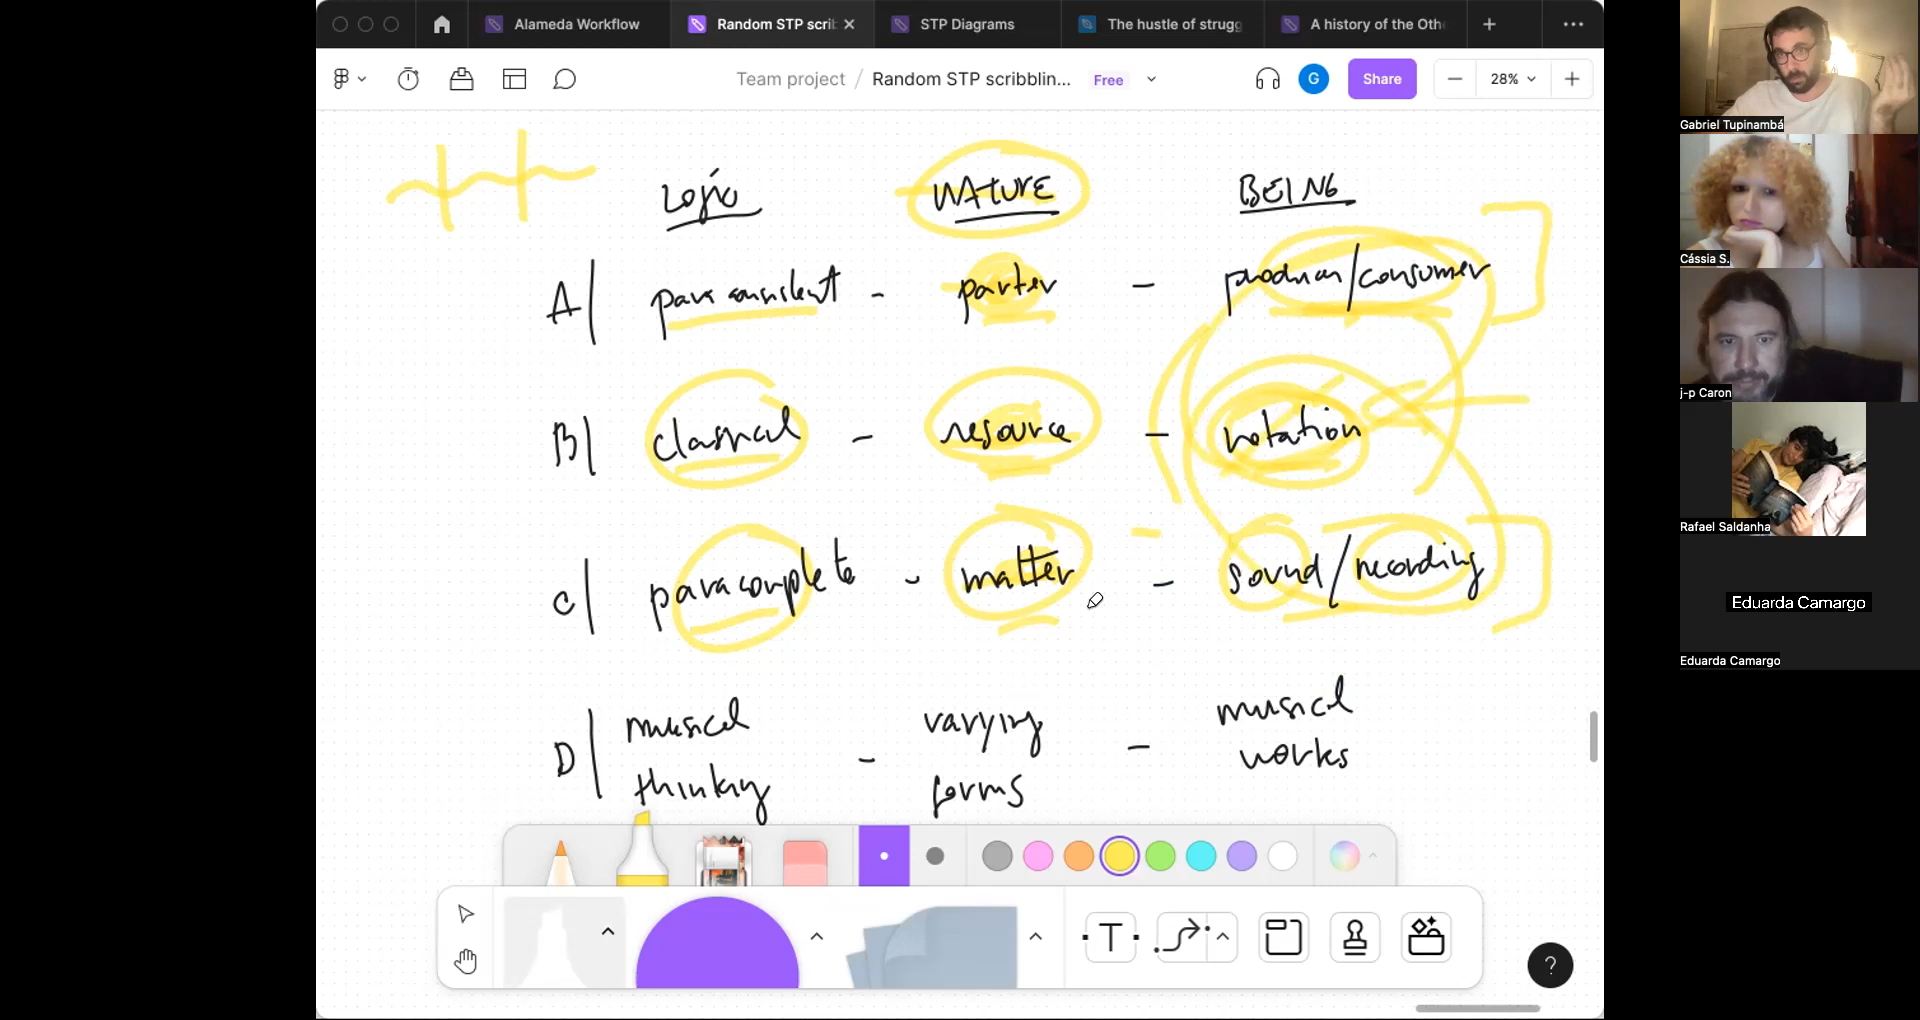 Alameda Workflow
Random STP scrib
STP Diagrams
The hustle of strugg
A history of the Oth
Team project / Random STP scribblin... Free
G
Share
28%
Logic NATURE BEING
A| paraconsistent - parter - producer/consumer
B| classical - resource - notation
C| paracomplete - matter - sound/recording
D| musical thinking - varying forms - musical works
T
?
Gabriel Tupinambá
Cássia S.
j-p Caron
Rafael Saldanha
Eduarda Camargo
Eduarda Camargo